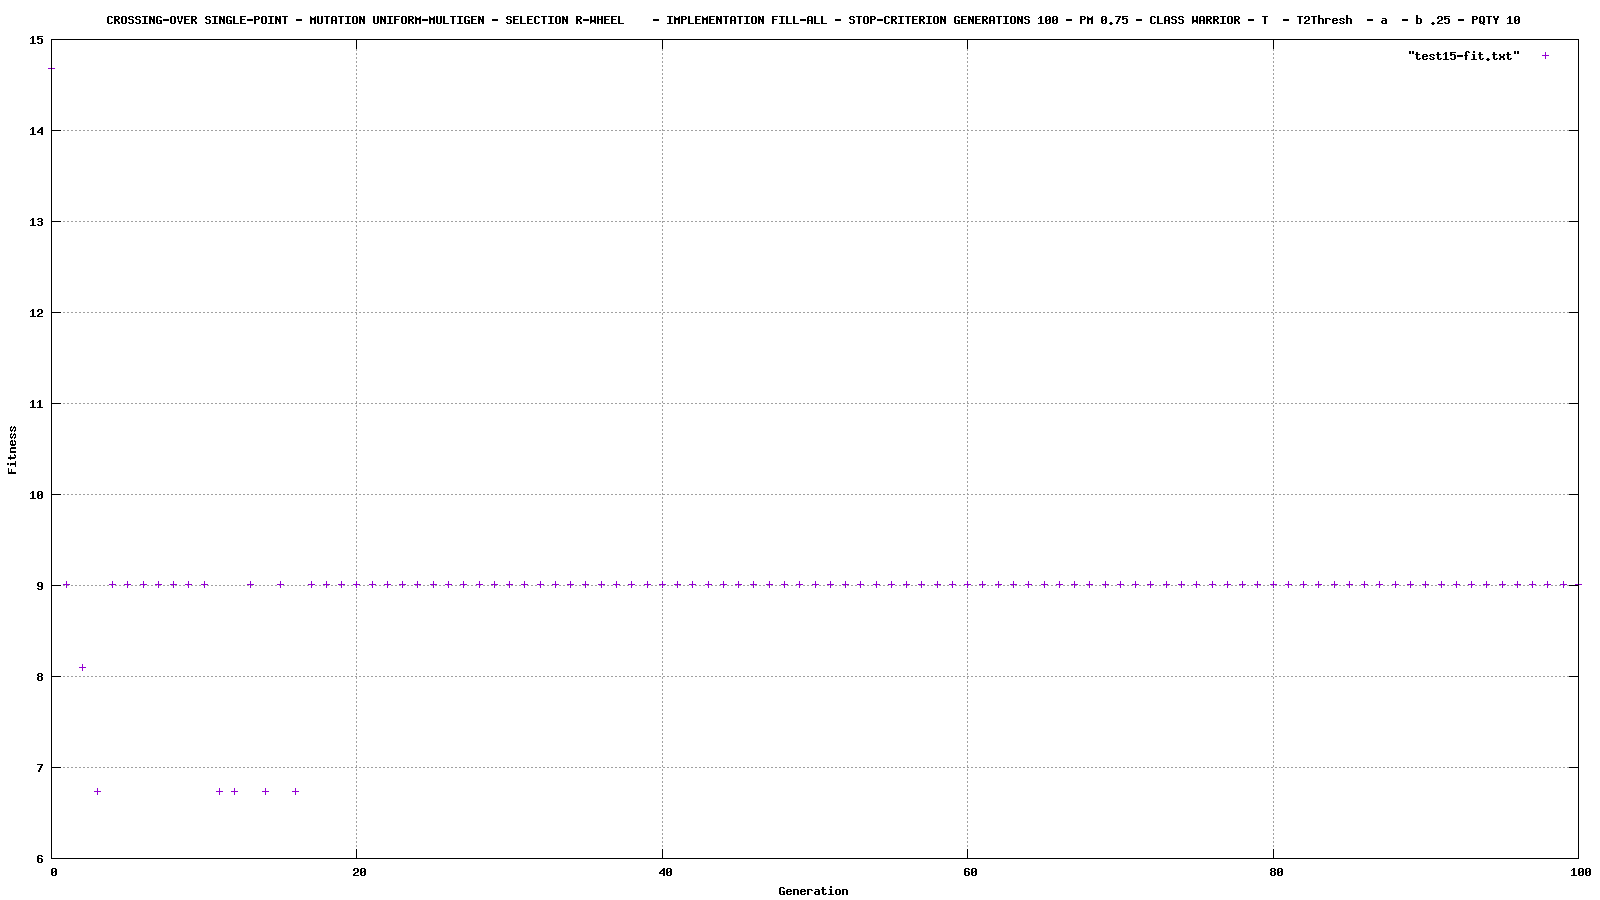 CROSSING-OVER SINGLE-POINT - MUTATION UNIFORM-MULTIGEN - SELECTION R-WHEEL    - IMPLEMENTATION FILL-ALL - STOP-CRITERION GENERATIONS 100 - PM 0.75 - CLASS WARRIOR - T  - T2Thresh  - a  - b .25 - PQTY 10
"test15-fit.txt"
15
14
13
12
11
10
9
8
7
6
Fitness
0 20 40 60 80 100
Generation